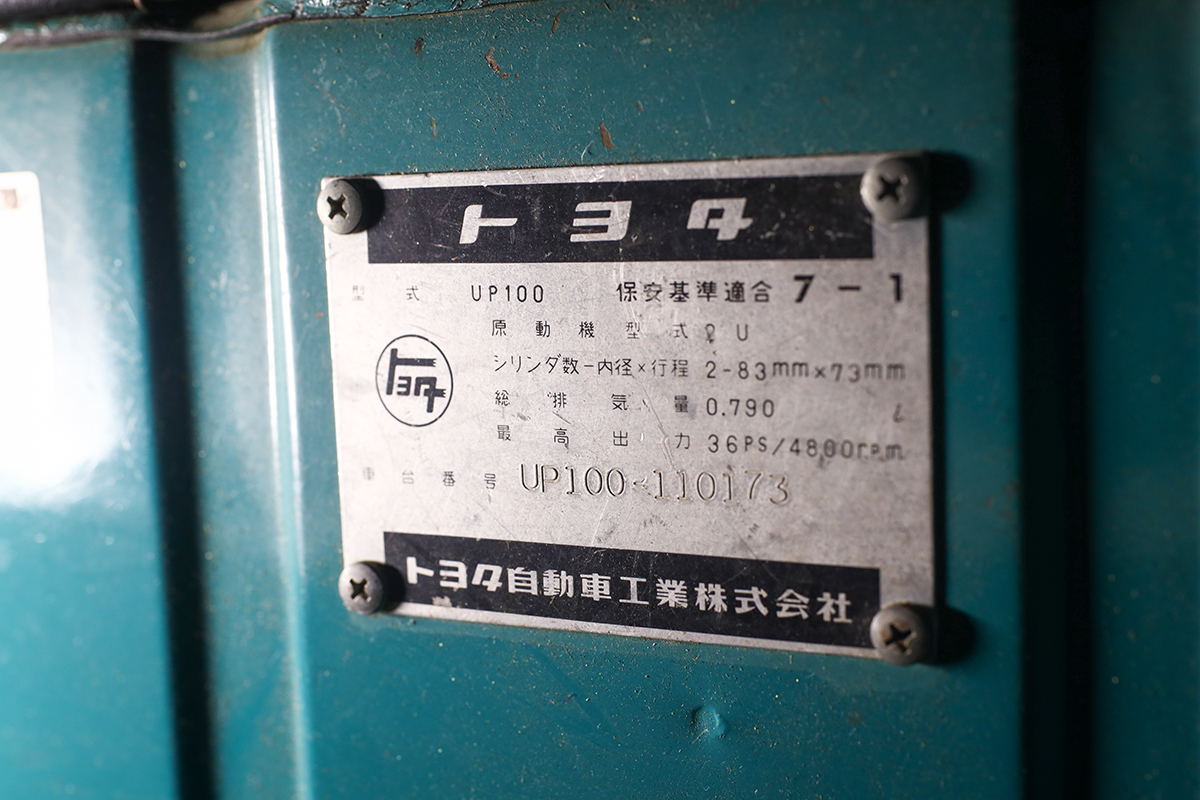 トヨタ
型式 UP100 保安基準適合 7-1
原動機型式 2U
トヨタ
シリンダ数-内径×行程 2-83mm×73mm
総排気量 0.790 ℓ
最高出力 36PS/4800r.p.m
車台番号 UP100-110173
トヨタ自動車工業株式会社